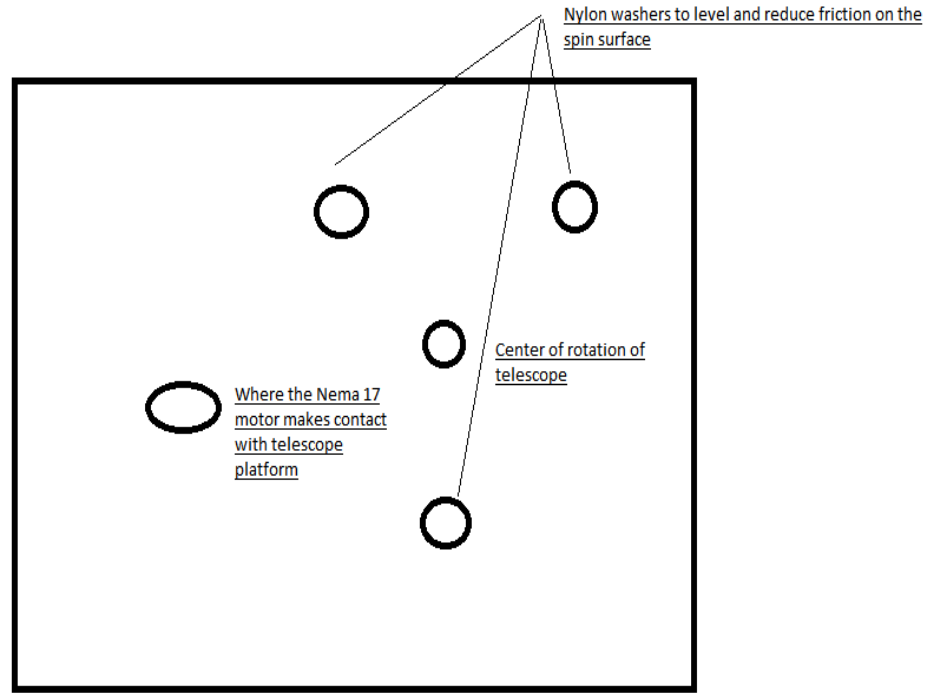 Nylon washers to level and reduce friction on the
spin surface
Center of rotation of
telescope
Where the Nema 17
motor makes contact
with telescope
platform